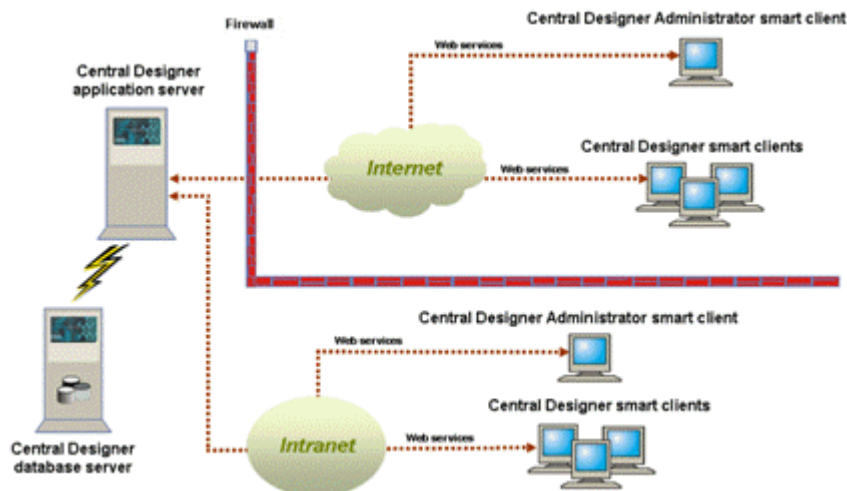 Central Designer Administrator smart client
Firewall
Web services
Central Designer
application server
Central Designer smart clients
Internet
Web services
Central Designer Administrator smart client
Web services
Central Designer smart clients
Intranet
Web services
Central Designer
database server